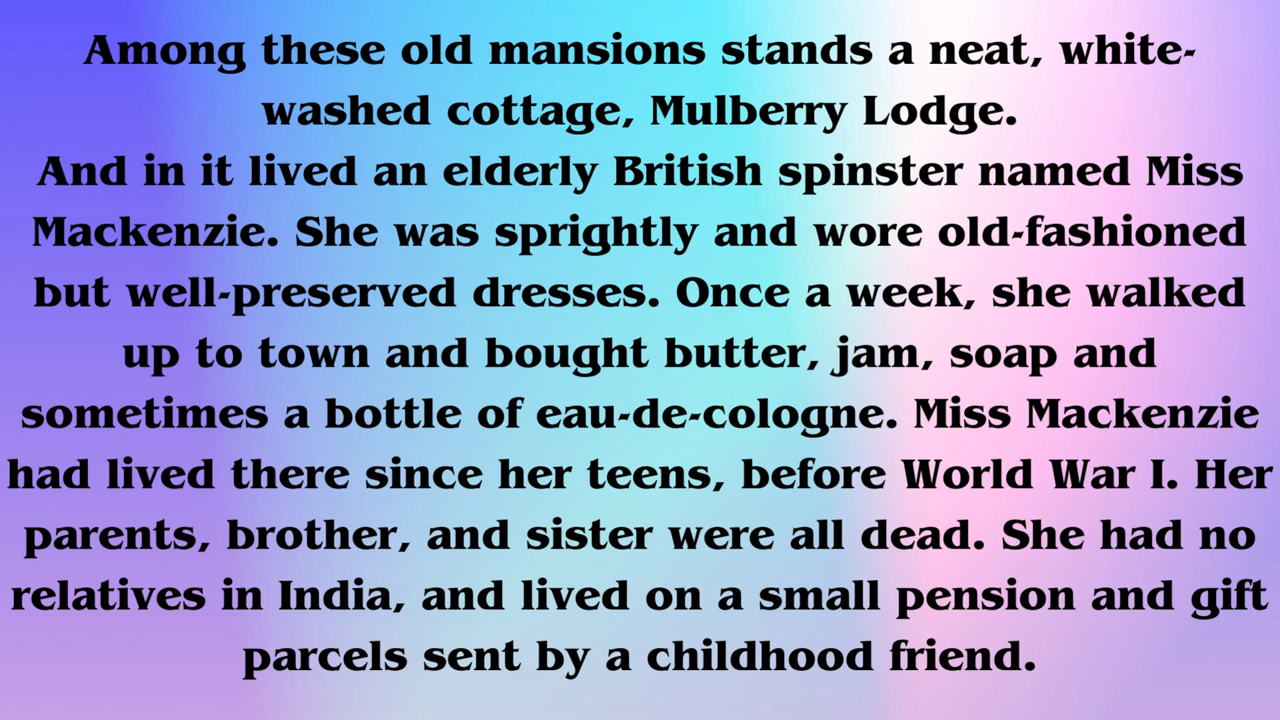 Among these old mansions stands a neat, white-
washed cottage, Mulberry Lodge.
And in it lived an elderly British spinster named Miss
Mackenzie. She was sprightly and wore old-fashioned
but well-preserved dresses. Once a week, she walked
up to town and bought butter, jam, soap and
sometimes a bottle of eau-de-cologne. Miss Mackenzie
had lived there since her teens, before World War I. Her
parents, brother, and sister were all dead. She had no
relatives in India, and lived on a small pension and gift
parcels sent by a childhood friend.